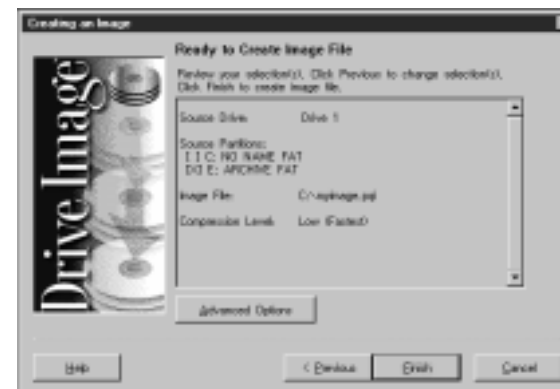 Creating an Image
Drive Image
Ready to Create Image File
Review your selection(s). Click Previous to change selection(s).
Click Finish to create image file.
Source Drive: Drive 1
Source Partitions:
C: NO NAME FAT
E: ARCHIVE FAT
Image File: C:\myimage.pqi
Compression Level: Low (Fastest)
Advanced Options
Help
< Previous
Finish
Cancel